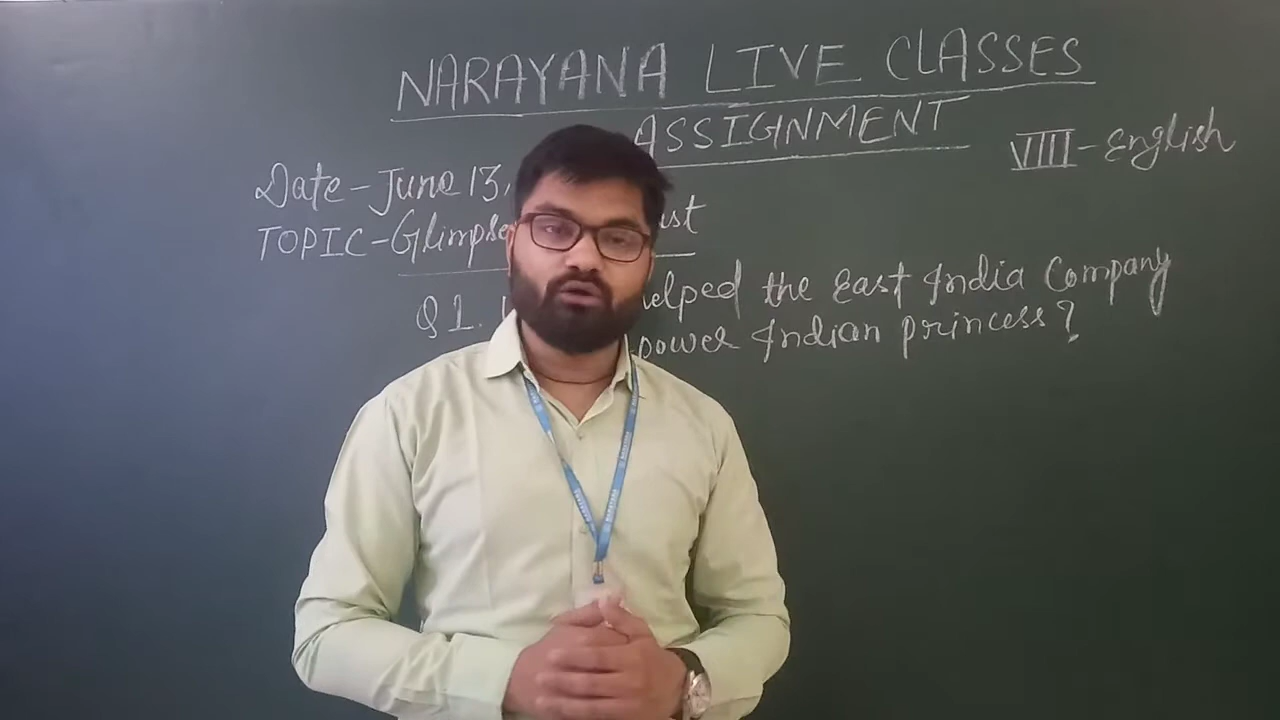 NARAYANA LIVE CLASSES
ASSIGNMENT
VIII-English
Date-June 13,
TOPIC-Glimpse
Q1. helped the East India Company
power Indian princess?